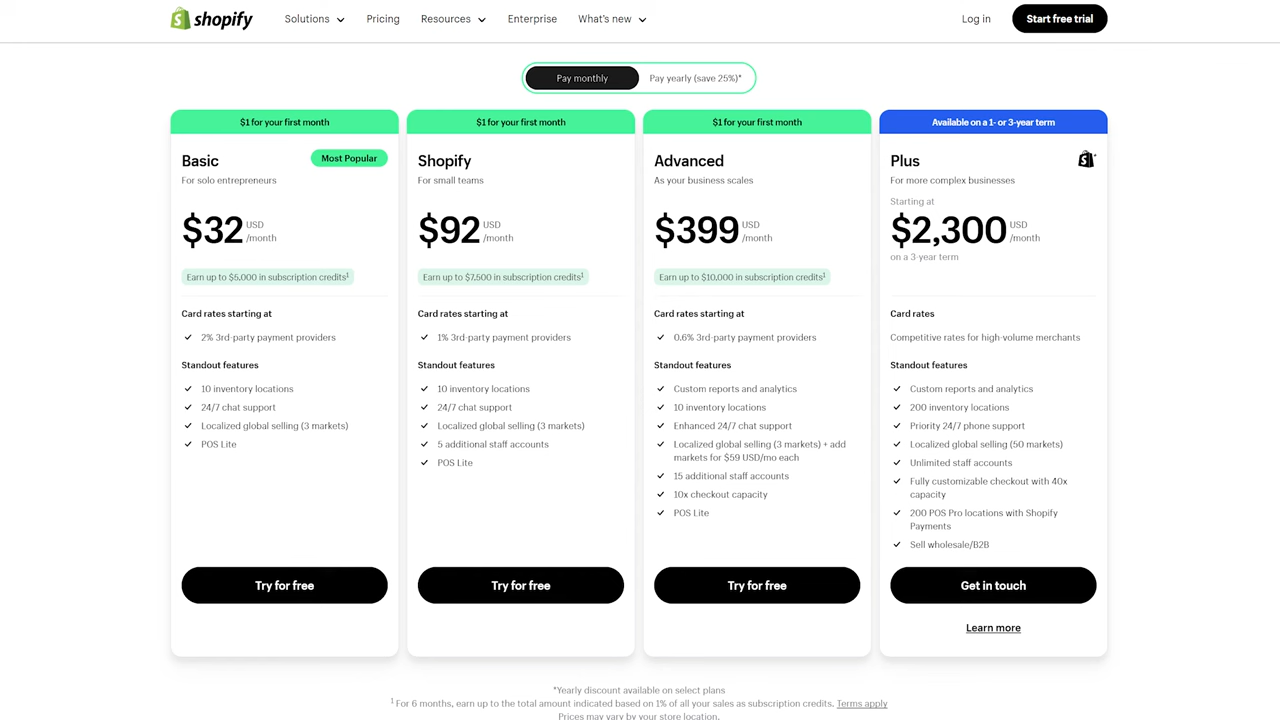 shopify
Solutions
Pricing
Resources
Enterprise
What's new
Log in
Start free trial
Pay monthly
Pay yearly (save 25%)*
$1 for your first month
Basic
Most Popular
For solo entrepreneurs
$32 USD
/month
Earn up to $5,000 in subscription credits¹
Card rates starting at
2% 3rd-party payment providers
Standout features
10 inventory locations
24/7 chat support
Localized global selling (3 markets)
POS Lite
Try for free
$1 for your first month
Shopify
For small teams
$92 USD
/month
Earn up to $7,500 in subscription credits¹
Card rates starting at
1% 3rd-party payment providers
Standout features
10 inventory locations
24/7 chat support
Localized global selling (3 markets)
5 additional staff accounts
POS Lite
Try for free
$1 for your first month
Advanced
As your business scales
$399 USD
/month
Earn up to $10,000 in subscription credits¹
Card rates starting at
0.6% 3rd-party payment providers
Standout features
Custom reports and analytics
10 inventory locations
Enhanced 24/7 chat support
Localized global selling (3 markets) + add
markets for $59 USD/mo each
15 additional staff accounts
10x checkout capacity
POS Lite
Try for free
Available on a 1- or 3-year term
Plus
For more complex businesses
Starting at
$2,300 USD
/month
on a 3-year term
Card rates
Competitive rates for high-volume merchants
Standout features
Custom reports and analytics
200 inventory locations
Priority 24/7 phone support
Localized global selling (50 markets)
Unlimited staff accounts
Fully customizable checkout with 40x
capacity
200 POS Pro locations with Shopify
Payments
Sell wholesale/B2B
Get in touch
Learn more
*Yearly discount available on select plans
¹ For 6 months, earn up to the total amount indicated based on 1% of all your sales as subscription credits. Terms apply
Prices may vary by your store location.